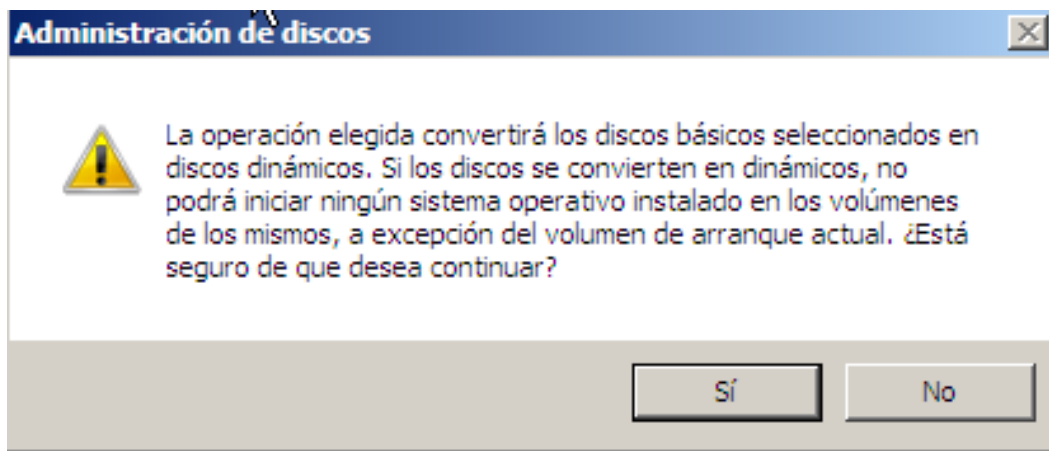 Administración de discos
La operación elegida convertirá los discos básicos seleccionados en
discos dinámicos. Si los discos se convierten en dinámicos, no
podrá iniciar ningún sistema operativo instalado en los volúmenes
de los mismos, a excepción del volumen de arranque actual. ¿Está
seguro de que desea continuar?
Sí
No